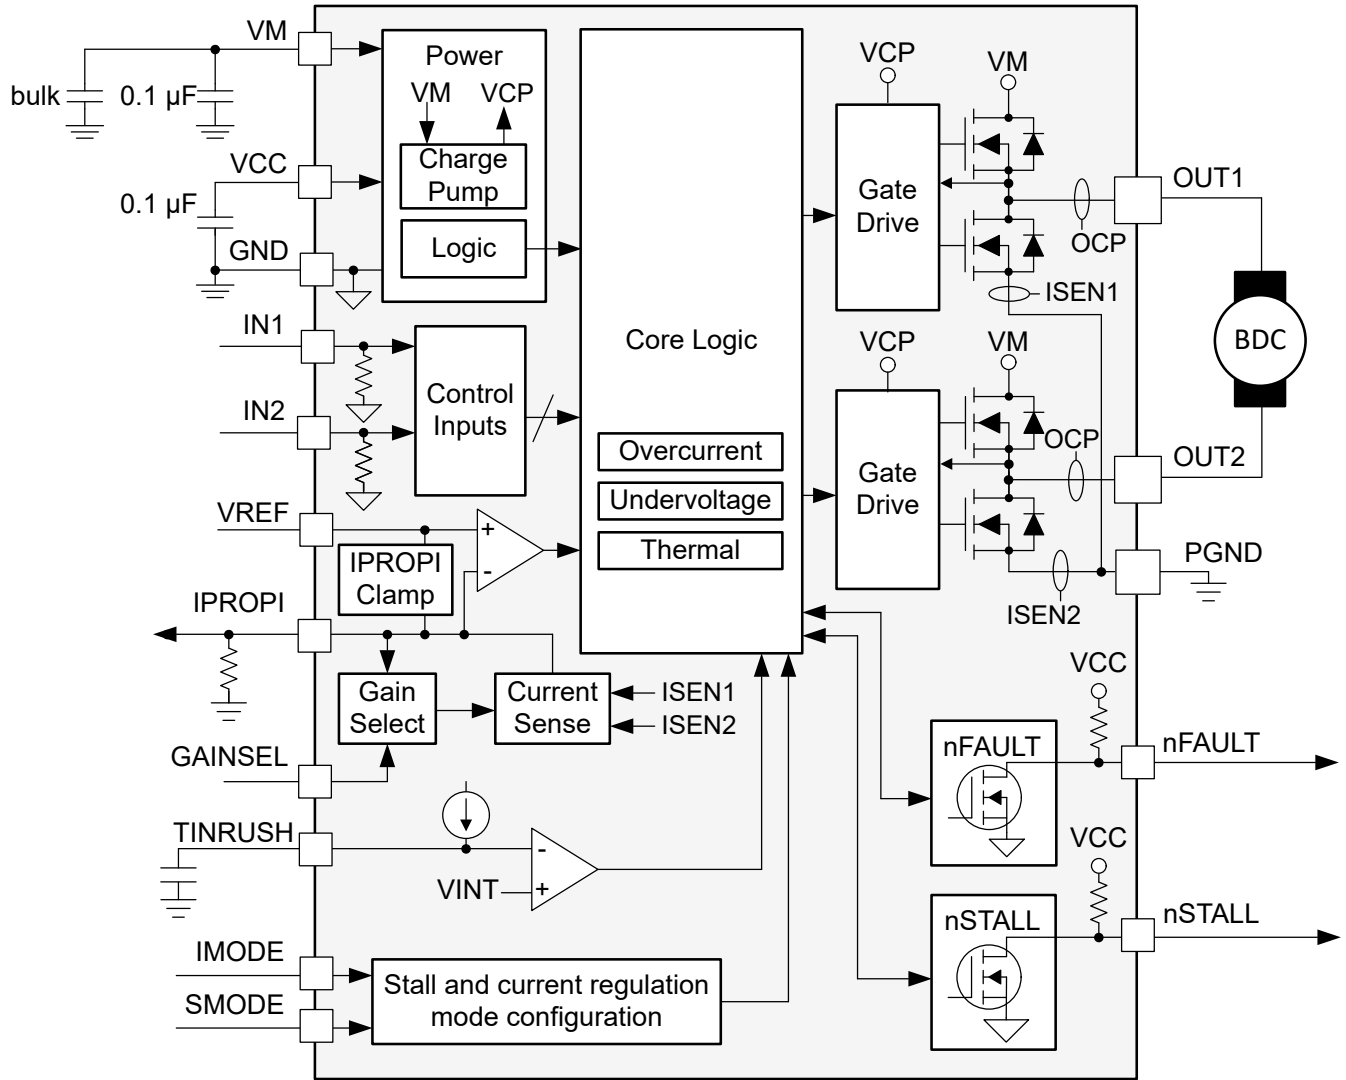 VM
bulk
0.1 µF
VCC
0.1 µF
GND
Power
VM
VCP
Charge
Pump
Logic
IN1
IN2
Control
Inputs
VREF
IPROPI
Clamp
+
-
IPROPI
Gain
Select
Current
Sense
ISEN1
ISEN2
GAINSEL
TINRUSH
VINT
-
+
IMODE
SMODE
Stall and current regulation
mode configuration
Core Logic
Overcurrent
Undervoltage
Thermal
VCP
VM
Gate
Drive
OCP
ISEN1
OUT1
BDC
VCP
VM
Gate
Drive
OCP
OUT2
ISEN2
PGND
VCC
nFAULT
nFAULT
VCC
nSTALL
nSTALL